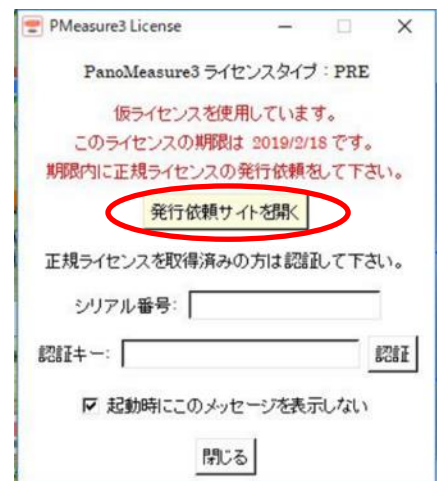 PMeasure3 License
PanoMeasure3 ライセンスタイプ : PRE
仮ライセンスを使用しています。
このライセンスの期限は 2019/2/18 です。
期限内に正規ライセンスの発行依頼をして下さい。
発行依頼サイトを開く
正規ライセンスを取得済みの方は認証して下さい。
シリアル番号:
認証キー: 認証
起動時にこのメッセージを表示しない
閉じる